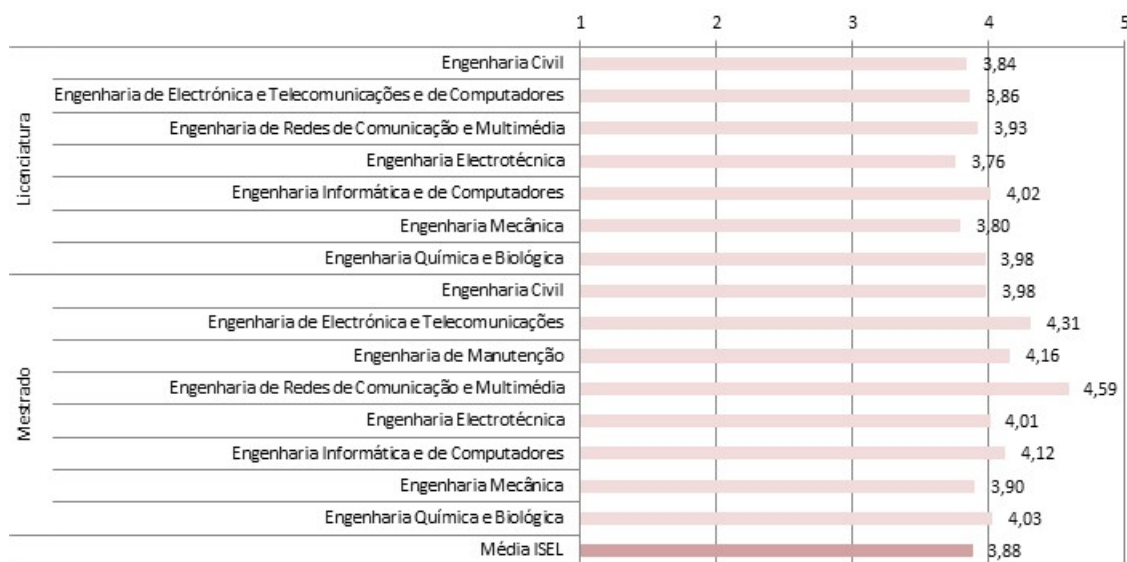 1 2 3 4 5
Licenciatura
Engenharia Civil 3,84
Engenharia de Electrónica e Telecomunicações e de Computadores 3,86
Engenharia de Redes de Comunicação e Multimédia 3,93
Engenharia Electrotécnica 3,76
Engenharia Informática e de Computadores 4,02
Engenharia Mecânica 3,80
Engenharia Química e Biológica 3,98
Mestrado
Engenharia Civil 3,98
Engenharia de Electrónica e Telecomunicações 4,31
Engenharia de Manutenção 4,16
Engenharia de Redes de Comunicação e Multimédia 4,59
Engenharia Electrotécnica 4,01
Engenharia Informática e de Computadores 4,12
Engenharia Mecânica 3,90
Engenharia Química e Biológica 4,03
Média ISEL 3,88